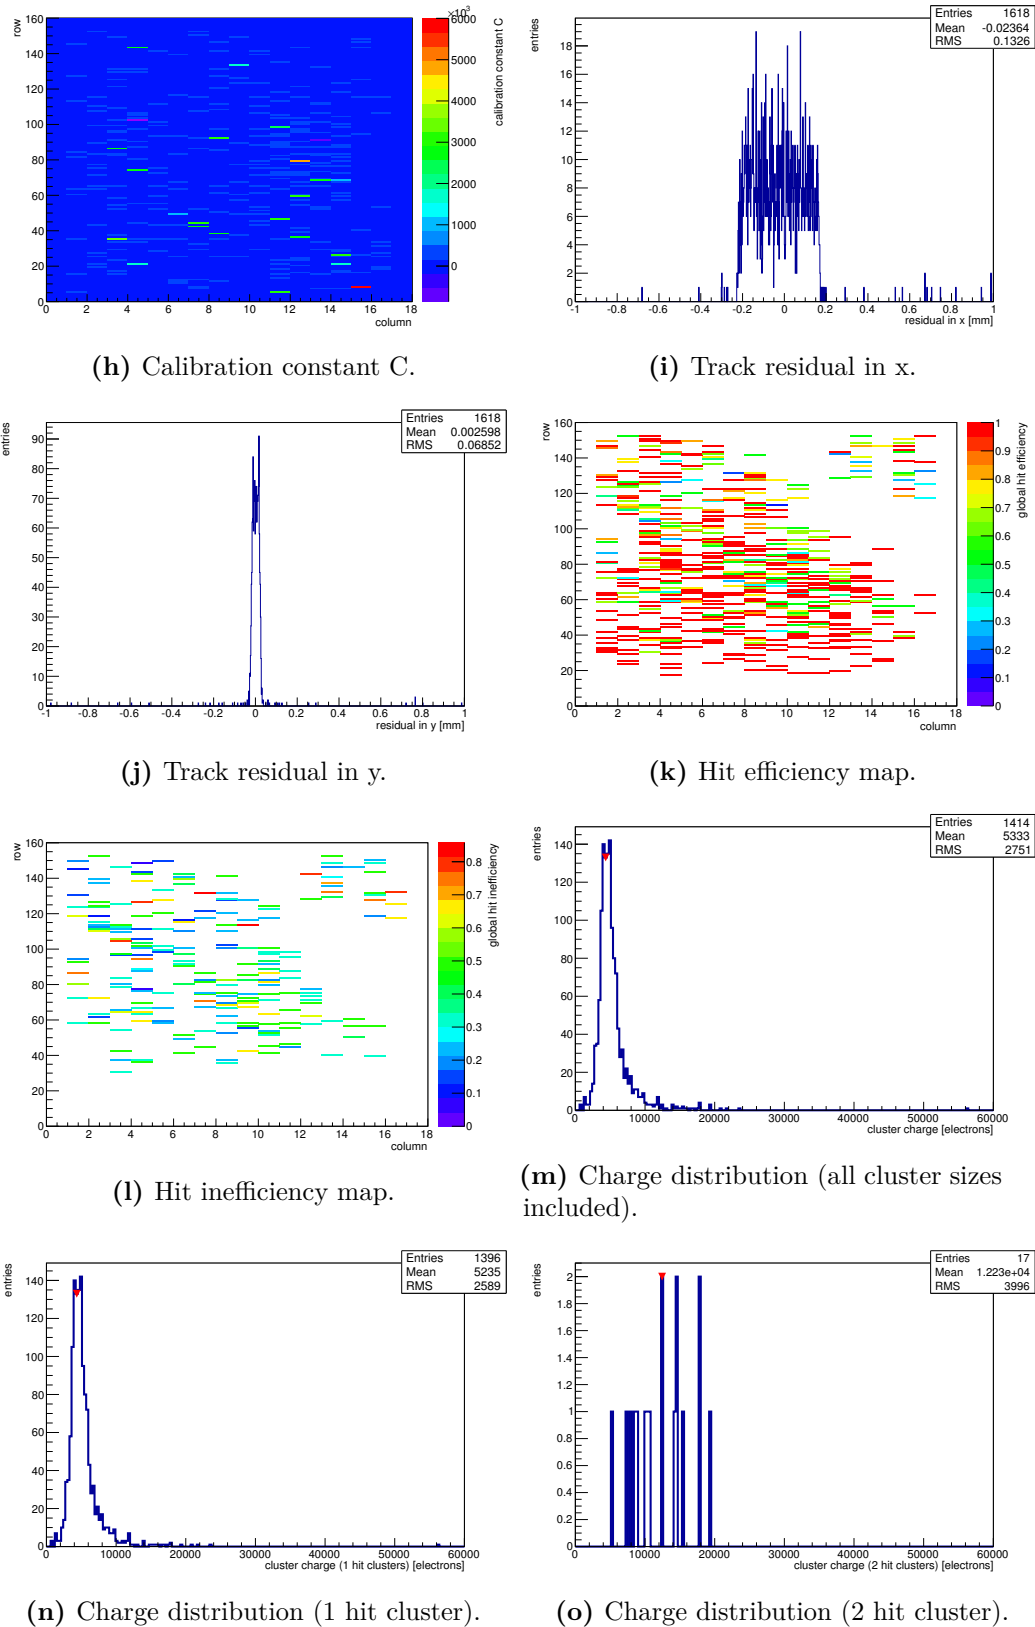 ×10³
Entries 1618
Mean -0.02364
RMS 0.1326
row
160
140
120
100
80
60
40
20
0
0 2 4 6 8 10 12 14 16 18
column
6000
5000
4000
3000
2000
1000
0
calibration constant C
entries
18
16
14
12
10
8
6
4
2
0
-1 -0.8 -0.6 -0.4 -0.2 0 0.2 0.4 0.6 0.8 1
residual in x [mm]
(h) Calibration constant C.
(i) Track residual in x.
Entries 1618
Mean 0.002598
RMS 0.06852
entries
90
80
70
60
50
40
30
20
10
0
-1 -0.8 -0.6 -0.4 -0.2 0 0.2 0.4 0.6 0.8 1
residual in y [mm]
row
160
140
120
100
80
60
40
20
0
0 2 4 6 8 10 12 14 16 18
column
1
0.9
0.8
0.7
0.6
0.5
0.4
0.3
0.2
0.1
0
global hit efficiency
(j) Track residual in y.
(k) Hit efficiency map.
row
160
140
120
100
80
60
40
20
0
0 2 4 6 8 10 12 14 16 18
column
0.8
0.7
0.6
0.5
0.4
0.3
0.2
0.1
0
global hit inefficiency
Entries 1414
Mean 5333
RMS 2751
entries
140
120
100
80
60
40
20
0
0 10000 20000 30000 40000 50000 60000
cluster charge [electrons]
(l) Hit inefficiency map.
(m) Charge distribution (all cluster sizes
included).
Entries 1396
Mean 5235
RMS 2589
entries
140
120
100
80
60
40
20
0
0 10000 20000 30000 40000 50000 60000
cluster charge (1 hit clusters) [electrons]
Entries 17
Mean 1.223e+04
RMS 3996
entries
2
1.8
1.6
1.4
1.2
1
0.8
0.6
0.4
0.2
0
0 10000 20000 30000 40000 50000 60000
cluster charge (2 hit clusters) [electrons]
(n) Charge distribution (1 hit cluster).
(o) Charge distribution (2 hit cluster).